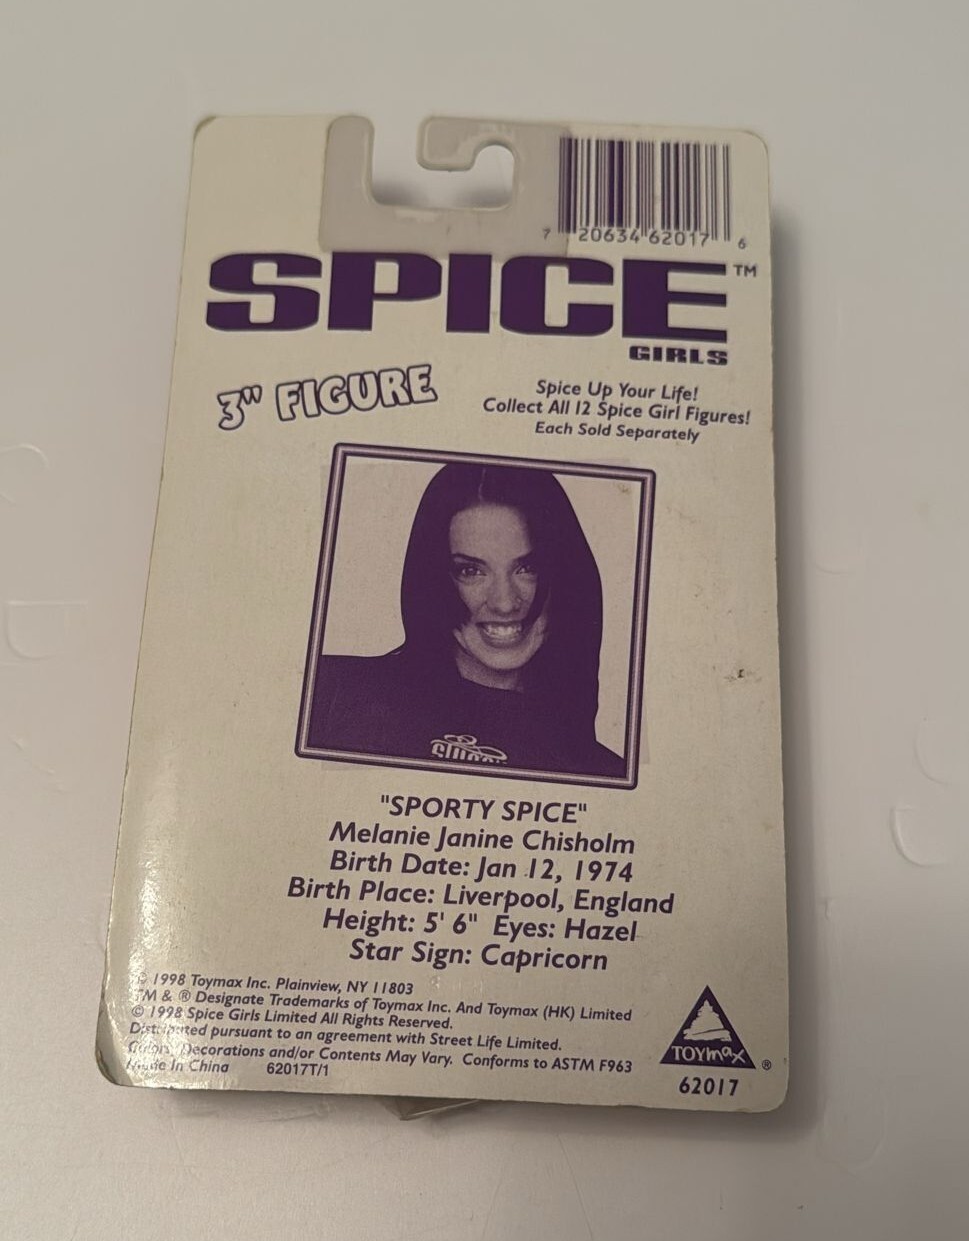 7 20634 62017 6
SPICE™
GIRLS
3" FIGURE
Spice Up Your Life!
Collect All 12 Spice Girl Figures!
Each Sold Separately
"SPORTY SPICE"
Melanie Janine Chisholm
Birth Date: Jan 12, 1974
Birth Place: Liverpool, England
Height: 5' 6" Eyes: Hazel
Star Sign: Capricorn
© 1998 Toymax Inc. Plainview, NY 11803
TM & ® Designate Trademarks of Toymax Inc. And Toymax (HK) Limited
© 1998 Spice Girls Limited All Rights Reserved.
Distributed pursuant to an agreement with Street Life Limited.
Colors, Decorations and/or Contents May Vary. Conforms to ASTM F963
Made In China 62017T/1
TOYmax®
62017